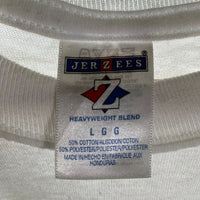 JERZEES
Z
HEAVYWEIGHT BLEND
L G G
50% COTTON/ALGODON/COTON
50% POLYESTER/POLIESTER/POLYESTER
MADE IN/HECHO EN/FABRIQUE AUX
HONDURAS